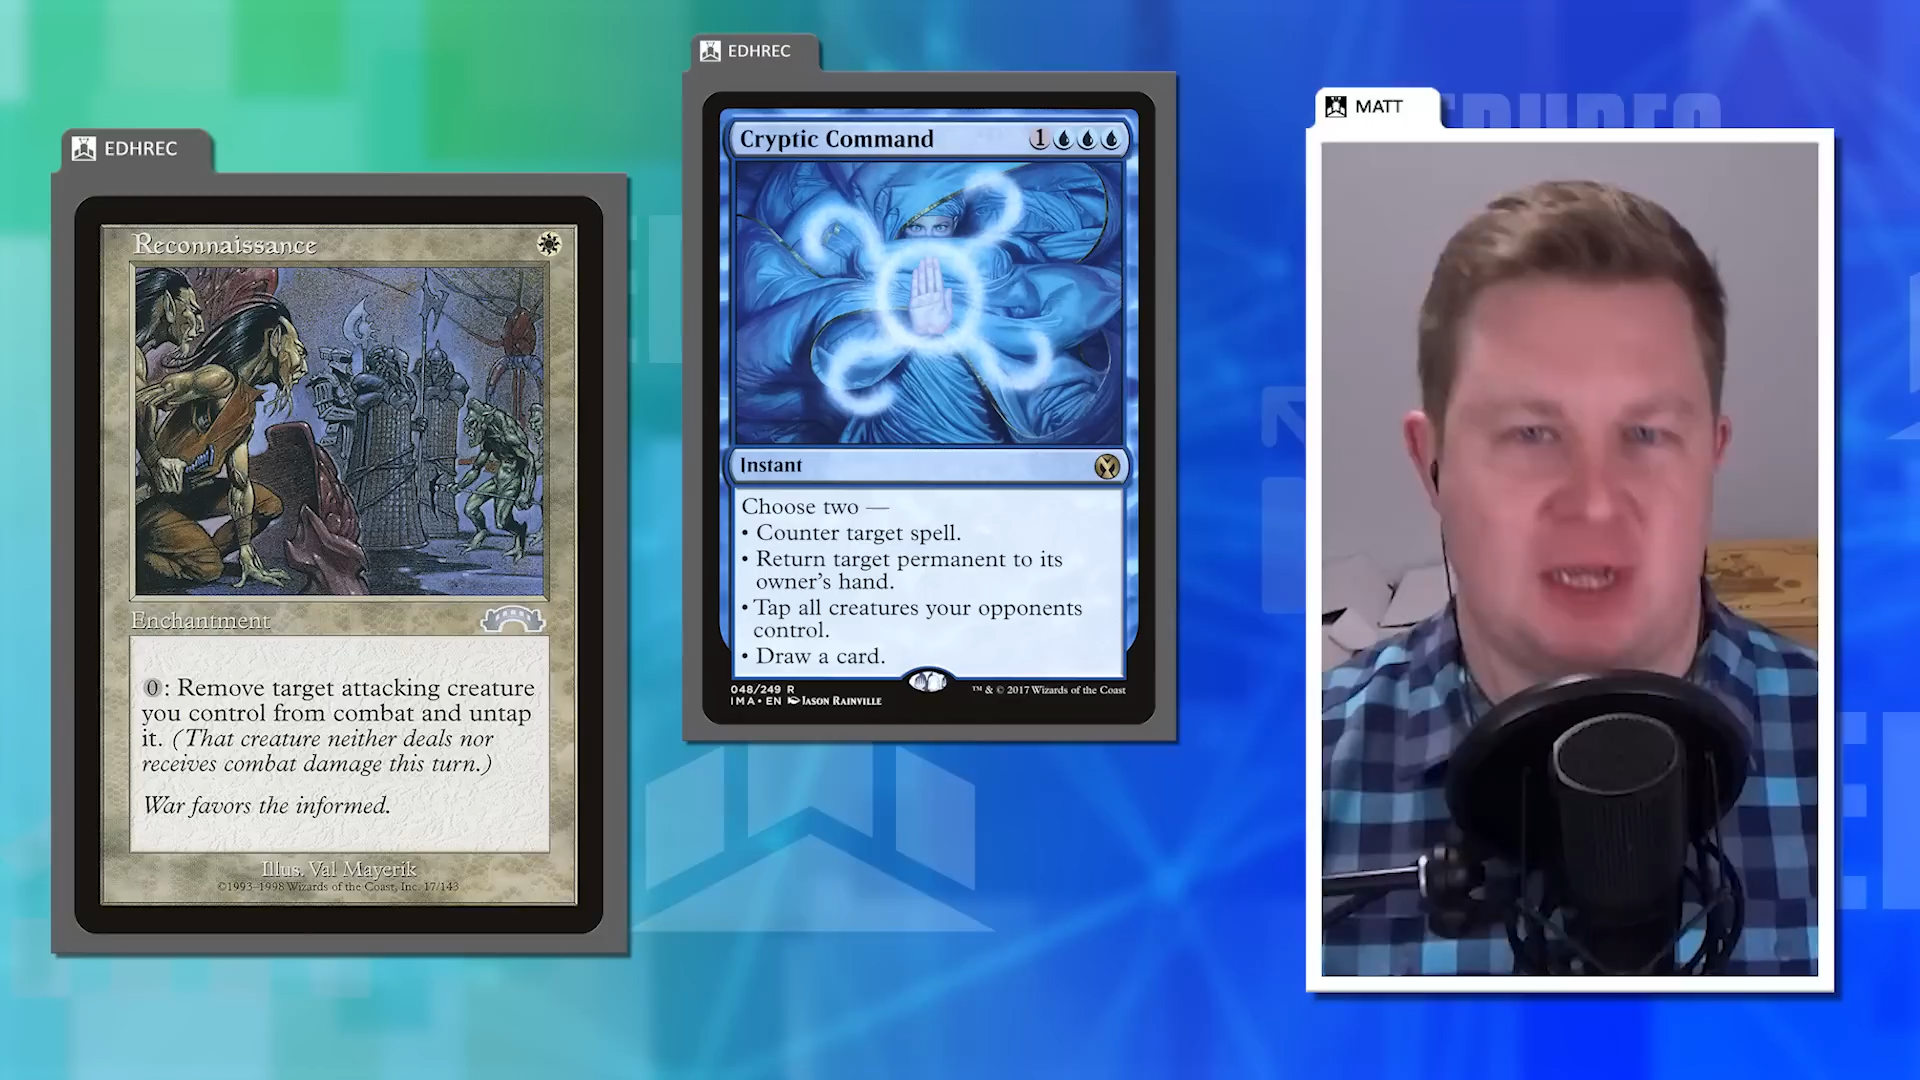 EDHREC
Reconnaissance
Enchantment
0: Remove target attacking creature
you control from combat and untap
it. (That creature neither deals nor
receives combat damage this turn.)
War favors the informed.
Illus. Val Mayerik
©1993–1998 Wizards of the Coast, Inc. 17/143
EDHREC
Cryptic Command 1
Instant
Choose two —
• Counter target spell.
• Return target permanent to its
owner's hand.
• Tap all creatures your opponents
control.
• Draw a card.
048/249 R
IMA • EN JASON RAINVILLE
™ & © 2017 Wizards of the Coast
MATT
EDHREC